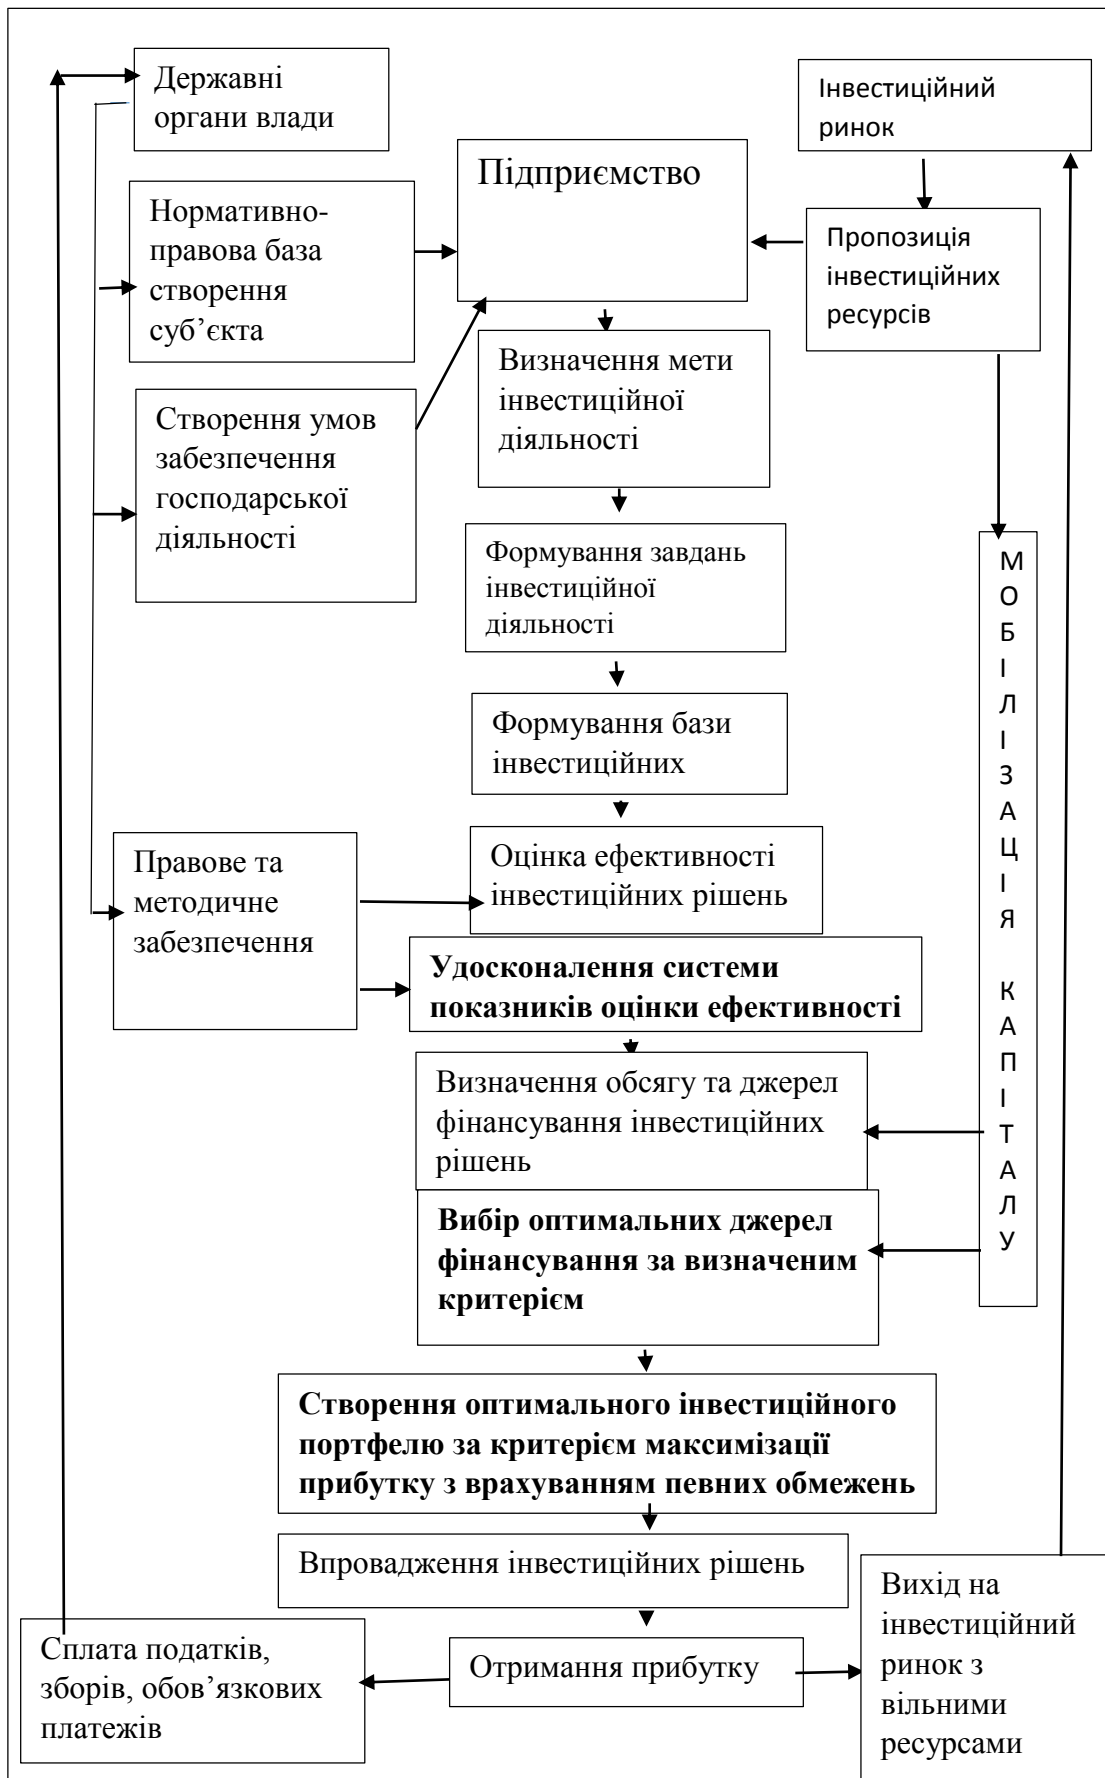 Державні
органи влади
Інвестиційний
ринок
Підприємство
Нормативно-
правова база
створення
суб’єкта
Пропозиція
інвестиційних
ресурсів
Визначення мети
інвестиційної
діяльності
Створення умов
забезпечення
господарської
діяльності
Формування завдань
інвестиційної
діяльності
М
О
Б
І
Л
І
З
А
Ц
І
Я
К
А
П
І
Т
А
Л
У
Формування бази
інвестиційних
Правове та
методичне
забезпечення
Оцінка ефективності
інвестиційних рішень
Удосконалення системи
показників оцінки ефективності
Визначення обсягу та джерел
фінансування інвестиційних
рішень
Вибір оптимальних джерел
фінансування за визначеним
критерієм
Створення оптимального інвестиційного
портфелю за критерієм максимізації
прибутку з врахуванням певних обмежень
Впровадження інвестиційних рішень
Сплата податків,
зборів, обов’язкових
платежів
Отримання прибутку
Вихід на
інвестиційний
ринок з
вільними
ресурсами